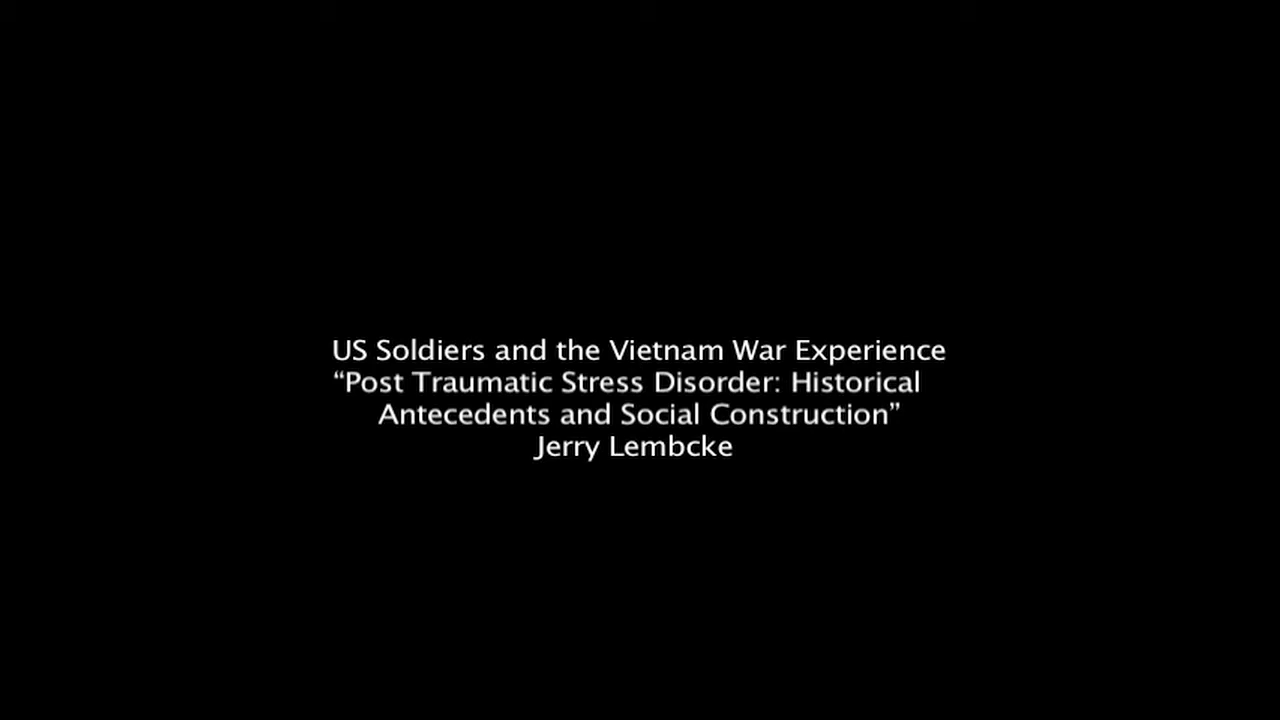 US Soldiers and the Vietnam War Experience
“Post Traumatic Stress Disorder: Historical
Antecedents and Social Construction”
Jerry Lembcke